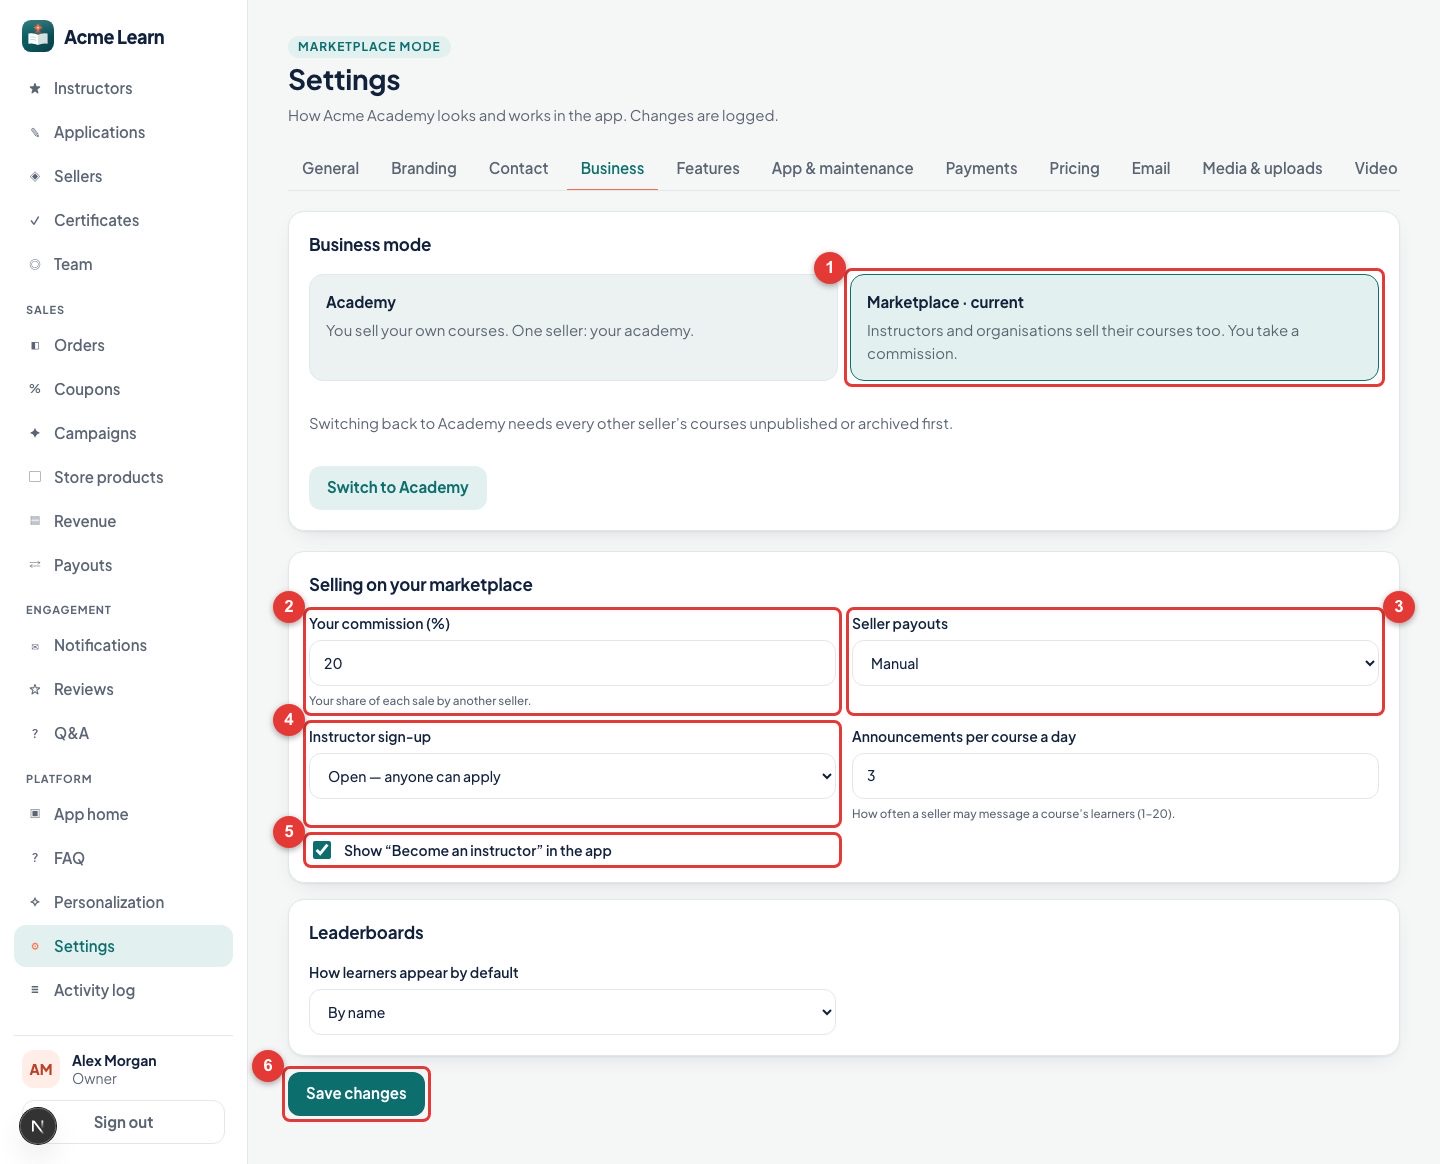 Acme Learn
Instructors
Applications
Sellers
Certificates
Team
SALES
Orders
% Coupons
Campaigns
Store products
Revenue
Payouts
ENGAGEMENT
Notifications
Reviews
? Q&A
PLATFORM
App home
? FAQ
Personalization
Settings
Activity log
AM
Alex Morgan
Owner
N
Sign out
MARKETPLACE MODE
Settings
How Acme Academy looks and works in the app. Changes are logged.
General Branding Contact Business Features App & maintenance Payments Pricing Email Media & uploads Video
Business mode
Academy
You sell your own courses. One seller: your academy.
1
Marketplace · current
Instructors and organisations sell their courses too. You take a
commission.
Switching back to Academy needs every other seller’s courses unpublished or archived first.
Switch to Academy
Selling on your marketplace
2
Your commission (%)
20
Your share of each sale by another seller.
3
Seller payouts
Manual
4
Instructor sign-up
Open — anyone can apply
Announcements per course a day
3
How often a seller may message a course’s learners (1–20).
5
Show “Become an instructor” in the app
Leaderboards
How learners appear by default
By name
6
Save changes